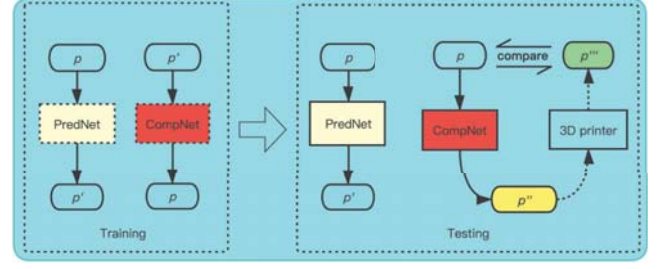 p
p'
p
p
compare
p'''
PredNet
CompNet
PredNet
CompNet
3D printer
p'
p
p'
p''
Training
Testing